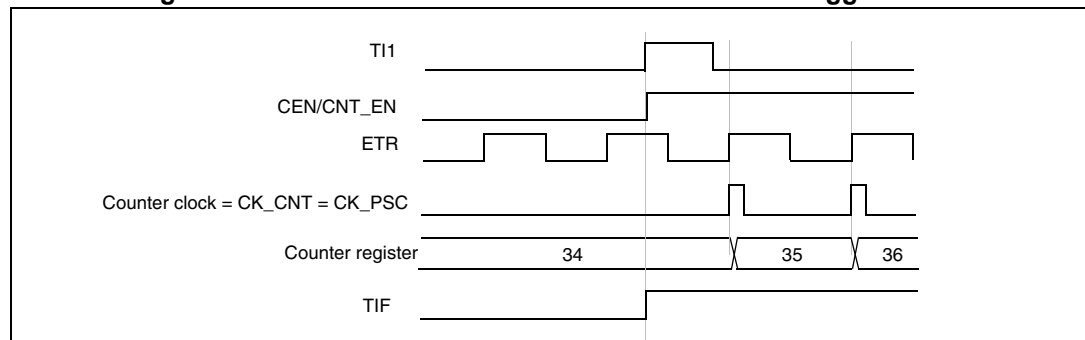 TI1
CEN/CNT_EN
ETR
Counter clock = CK_CNT = CK_PSC
Counter register
34
35
36
TIF